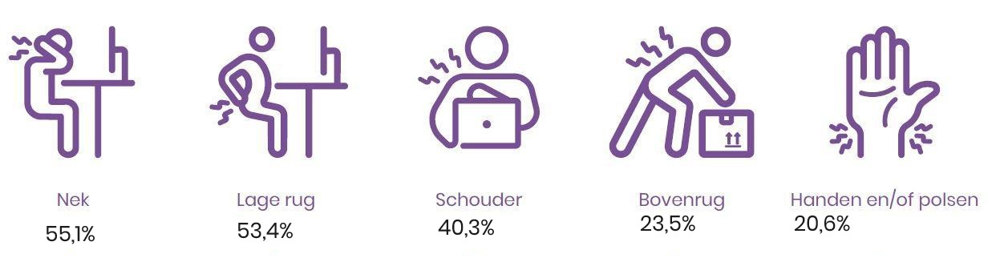 Nek
55,1%
Lage rug
53,4%
Schouder
40,3%
Bovenrug
23,5%
Handen en/of polsen
20,6%